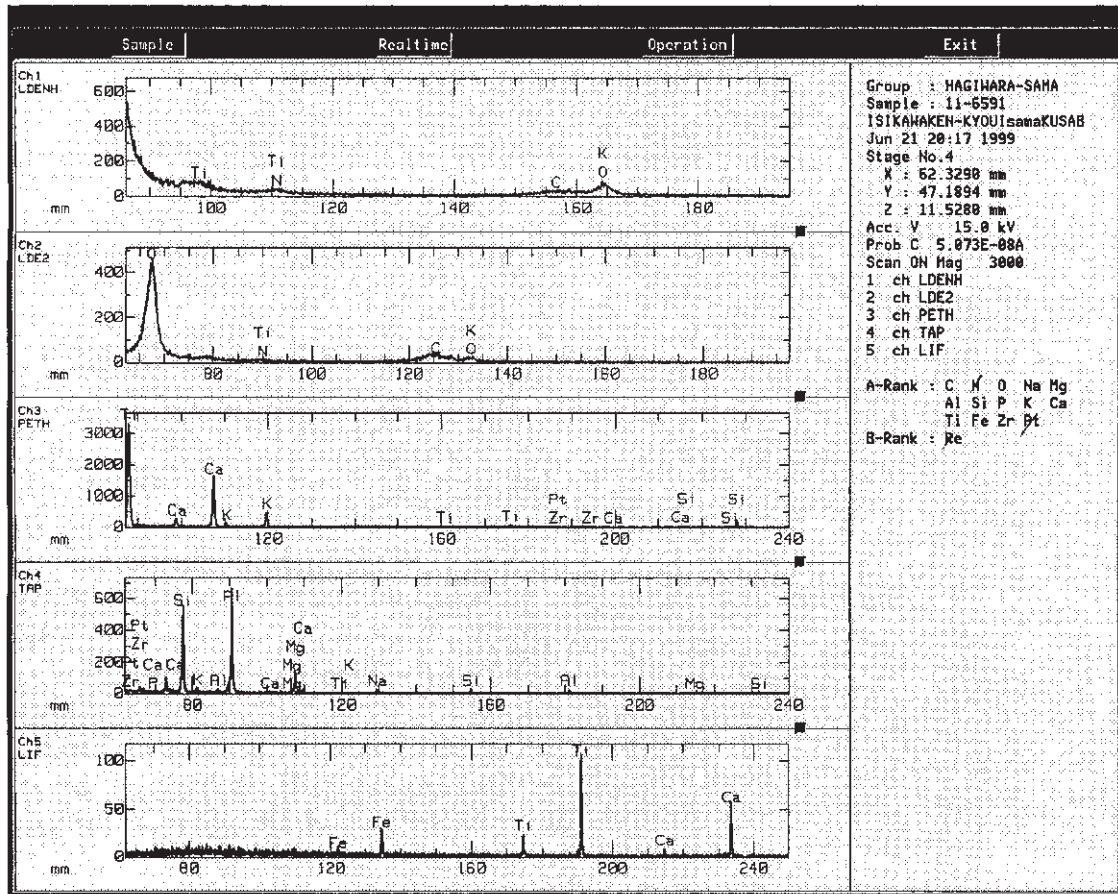 Sample Realtime Operation Exit
Ch1
LDENH
600
400
200
0
Ti
Ti
N
C
K
O
mm 100 120 140 160 180
Ch2
LDE2
400
200
0
O
Ti
N
C
K
O
mm 80 100 120 140 160 180
Ch3
PETH
3000
2000
1000
0
Ti
Ca
Ca
K
K
Ti
Ti
Pt
Zr
Zr
Ca
Si
Ca
Si
Si
mm 120 160 200 240
Ch4
TAP
600
400
200
0
Pt
Zr
Pt
Zr
Ca
P
Ca
Si
K
Al
Al
Ca
Mg
Mg
Ca
Mg
K
Ti
Na
Si
Al
Mg
Si
mm 80 120 160 200 240
Ch5
LIF
100
50
0
Fe
Fe
Ti
Ti
Ca
Ca
mm 80 120 160 200 240
Group : HAGIWARA-SAMA
Sample : 11-6591
ISIKAWAKEN-KYOUIsamaKUSAB
Jun 21 20:17 1999
Stage No.4
X : 62.3290 mm
Y : 47.1894 mm
Z : 11.5280 mm
Acc. V 15.0 kV
Prob C 5.073E-08A
Scan ON Mag 3000
1 ch LDENH
2 ch LDE2
3 ch PETH
4 ch TAP
5 ch LIF
A-Rank : C N O Na Mg
Al Si P K Ca
Ti Fe Zr Pt
B-Rank : Re